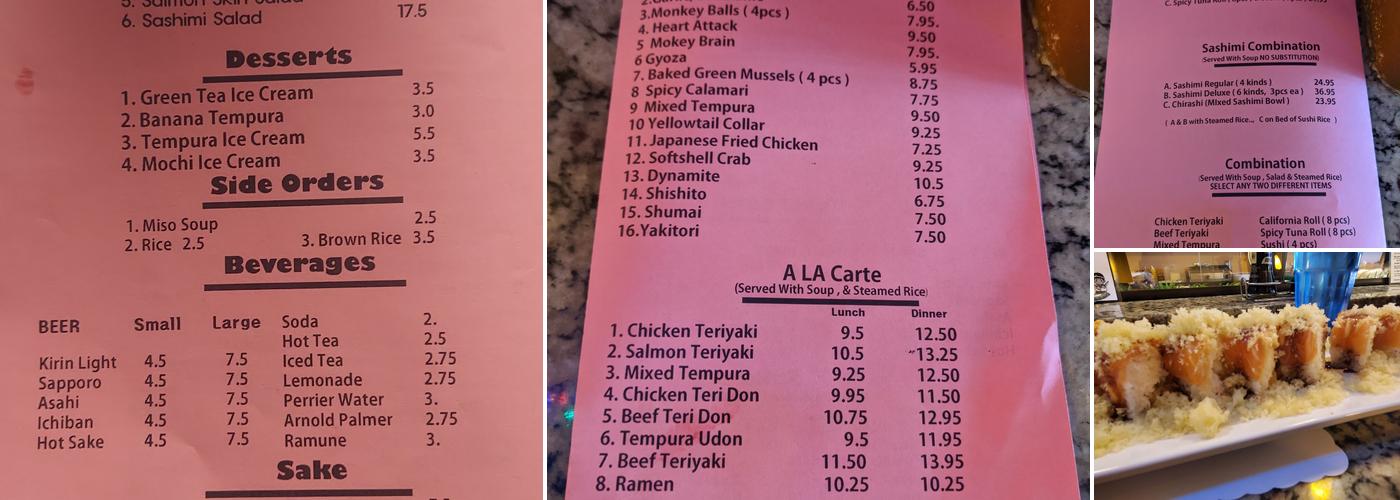 5. Salmon Skin Salad
6. Sashimi Salad 17.5
Desserts
1. Green Tea Ice Cream 3.5
2. Banana Tempura 3.0
3. Tempura Ice Cream 5.5
4. Mochi Ice Cream 3.5
Side Orders
1. Miso Soup 2.5
2. Rice 2.5 3. Brown Rice 3.5
Beverages
BEER Small Large Soda 2.
Hot Tea 2.5
Kirin Light 4.5 7.5 Iced Tea 2.75
Sapporo 4.5 7.5 Lemonade 2.75
Asahi 4.5 7.5 Perrier Water 3.
Ichiban 4.5 7.5 Arnold Palmer 2.75
Hot Sake 4.5 7.5 Ramune 3.
Sake
6.50
3.Monkey Balls ( 4pcs ) 7.95.
4. Heart Attack 9.50
5 Mokey Brain 7.95.
6 Gyoza 5.95
7. Baked Green Mussels ( 4 pcs ) 8.75
8 Spicy Calamari 7.75
9 Mixed Tempura 9.50
10 Yellowtail Collar 9.25
11. Japanese Fried Chicken 7.25
12. Softshell Crab 9.25
13. Dynamite 10.5
14. Shishito 6.75
15. Shumai 7.50
16.Yakitori 7.50
A LA Carte
(Served With Soup , & Steamed Rice)
Lunch Dinner
1. Chicken Teriyaki 9.5 12.50
2. Salmon Teriyaki 10.5 13.25
3. Mixed Tempura 9.25 12.50
4. Chicken Teri Don 9.95 11.50
5. Beef Teri Don 10.75 12.95
6. Tempura Udon 9.5 11.95
7. Beef Teriyaki 11.50 13.95
8. Ramen 10.25 10.25
C. Spicy Tuna Roll
Sashimi Combination
(Served With Soup NO SUBSTITUTION)
A. Sashimi Regular ( 4 kinds ) 24.95
B. Sashimi Deluxe ( 6 kinds, 3pcs ea ) 36.95
C. Chirashi (Mixed Sashimi Bowl ) 23.95
( A & B with Steamed Rice.., C on Bed of Sushi Rice )
Combination
(Served With Soup , Salad & Steamed Rice)
SELECT ANY TWO DIFFERENT ITEMS
Chicken Teriyaki California Roll ( 8 pcs)
Beef Teriyaki Spicy Tuna Roll ( 8 pcs)
Mixed Tempura Sushi ( 4 pcs)